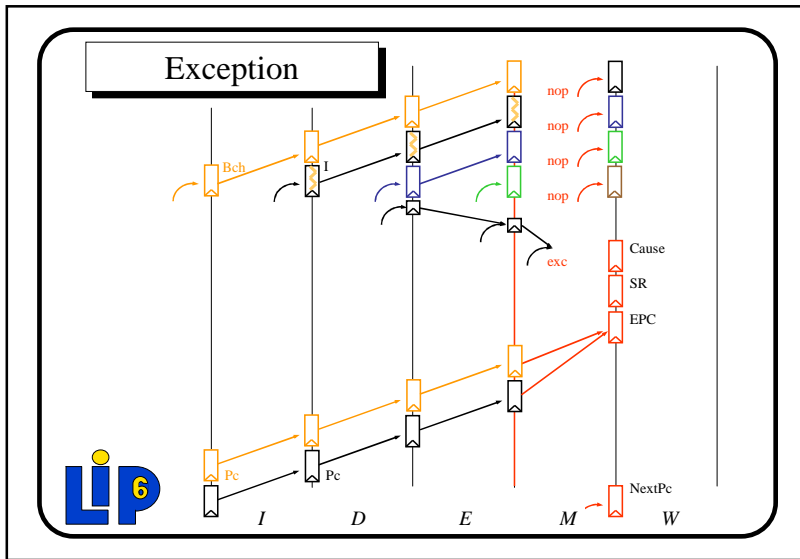 Exception
nop
nop
nop
nop
Bch
I
exc
Cause
SR
EPC
Pc
Pc
NextPc
I D E M W
LIP6